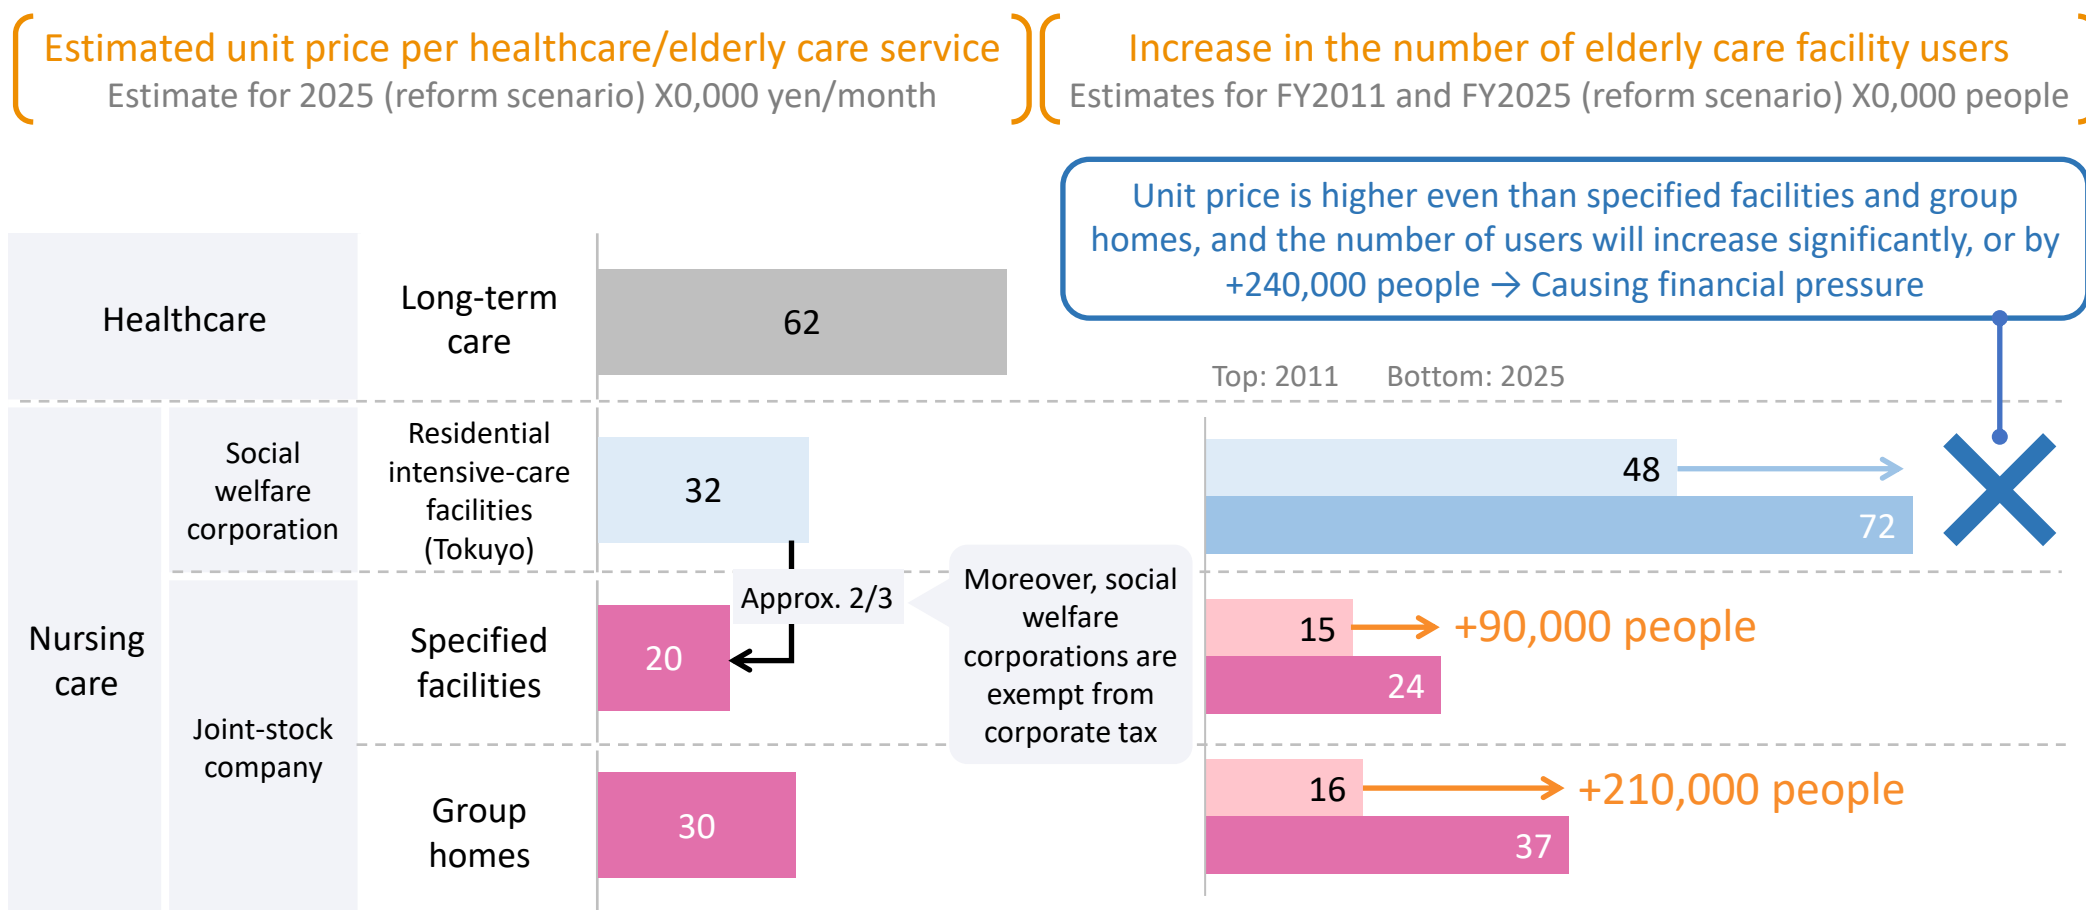 Estimated unit price per healthcare/elderly care service
Estimate for 2025 (reform scenario) X0,000 yen/month
Increase in the number of elderly care facility users
Estimates for FY2011 and FY2025 (reform scenario) X0,000 people
Unit price is higher even than specified facilities and group
homes, and the number of users will increase significantly, or by
+240,000 people → Causing financial pressure
Healthcare
Long-term
care
62
Top: 2011
Bottom: 2025
Nursing
care
Social
welfare
corporation
Residential
intensive-care
facilities
(Tokuyo)
32
48
72
Approx. 2/3
Moreover, social
welfare
corporations are
exempt from
corporate tax
Joint-stock
company
Specified
facilities
20
15
+90,000 people
24
Group
homes
30
16
+210,000 people
37